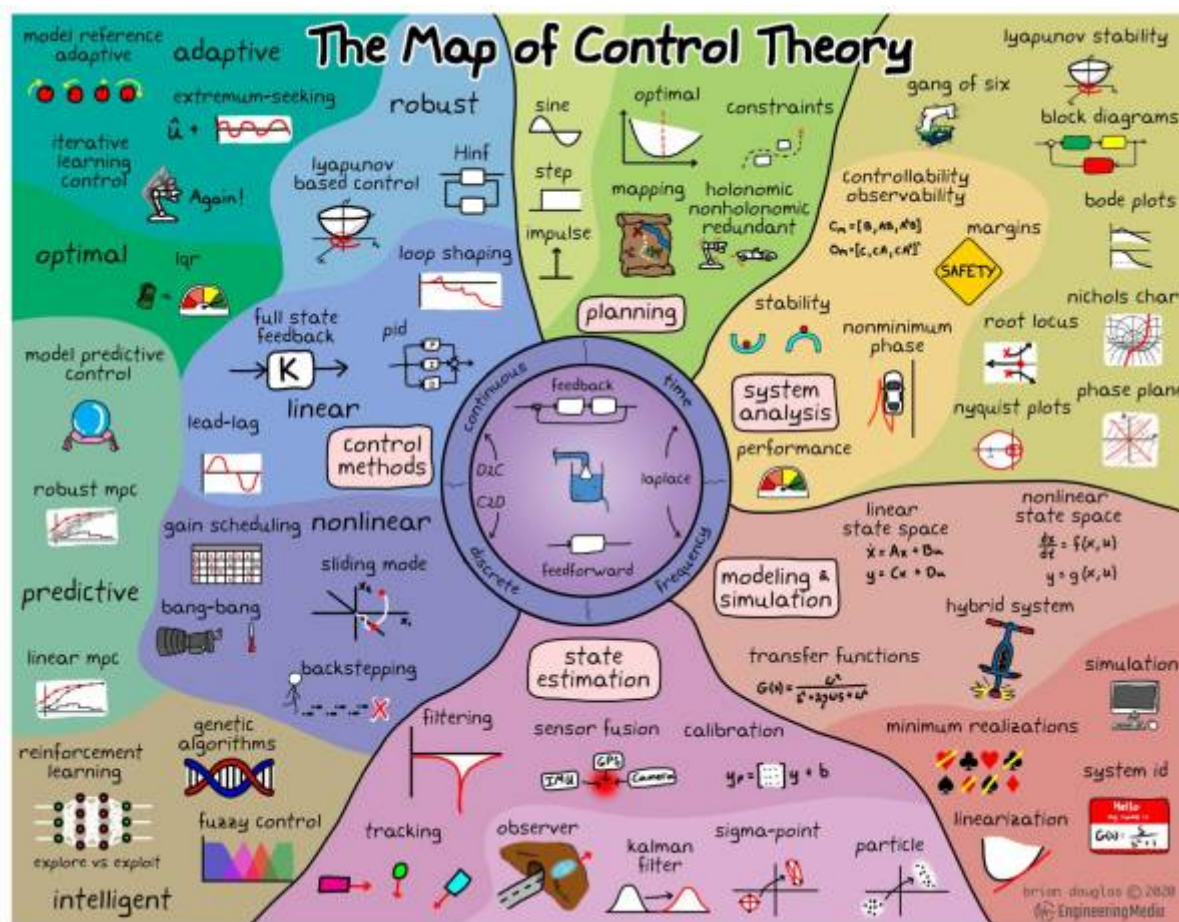 The Map of Control Theory
model reference
adaptive
adaptive
extremum-seeking
û +
iterative
learning
control
Again!
robust
Hinf
lyapunov
based control
optimal
lqr
loop shaping
full state
feedback
K
pid
linear
lead-lag
control
methods
model predictive
control
robust mpc
predictive
linear mpc
gain scheduling
nonlinear
sliding mode
bang-bang
backstepping
X
reinforcement
learning
genetic
algorithms
fuzzy control
explore vs exploit
intelligent
sine
step
impulse
optimal
constraints
mapping
holonomic
nonholonomic
redundant
planning
continuous
time
frequency
discrete
feedback
D2C
C2D
laplace
feedforward
lyapunov stability
gang of six
block diagrams
controllability
observability
margins
SAFETY
bode plots
nichols chart
stability
nonminimum
phase
root locus
system
analysis
nyquist plots
phase plane
performance
linear
state space
ẋ = Ax + Bu
y = Cx + Du
nonlinear
state space
dx/dt = f(x, u)
y = g(x, u)
modeling &
simulation
hybrid system
transfer functions
simulation
minimum realizations
system id
Hello
linearization
state
estimation
filtering
sensor fusion
IMU
GPS
Camera
calibration
tracking
observer
kalman
filter
sigma-point
particle
brian douglas © 2020
EngineeringMedia